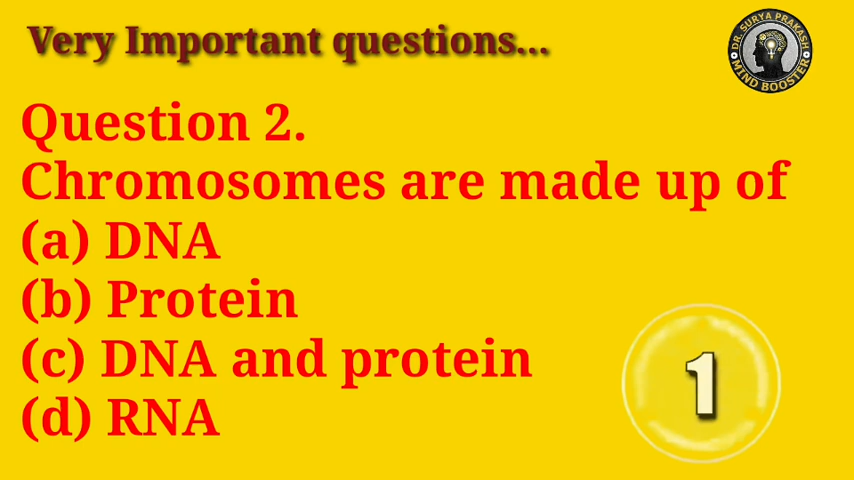 Very Important questions...
DR. SURYA PRAKASH
MIND BOOSTER
Question 2.
Chromosomes are made up of
(a) DNA
(b) Protein
(c) DNA and protein
(d) RNA
1